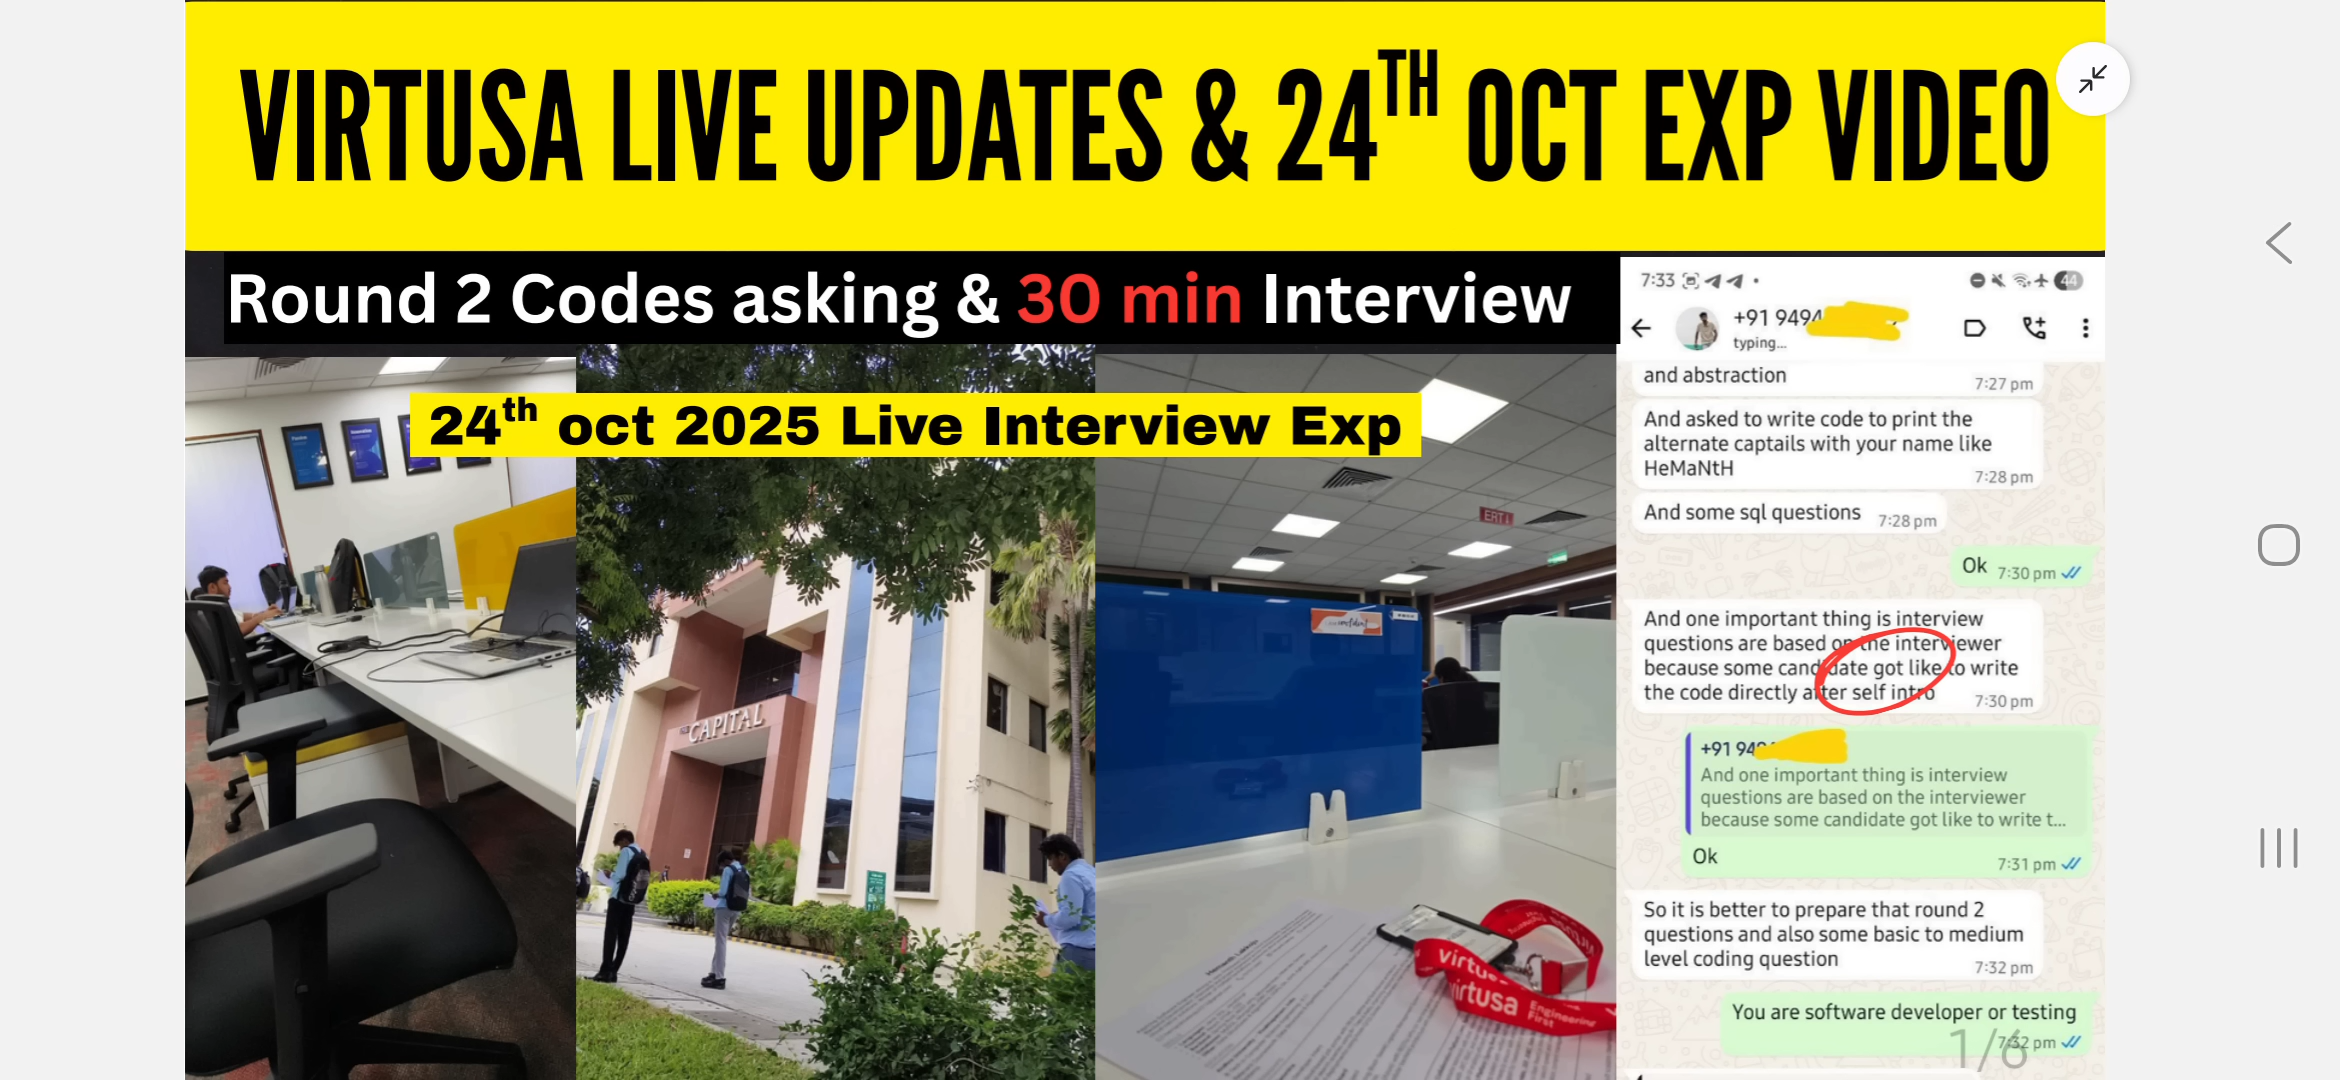 VIRTUSA LIVE UPDATES & 24TH OCT EXP VIDEO
Round 2 Codes asking & 30 min Interview
24th oct 2025 Live Interview Exp
CAPITAL
virtusa
Engineering
First
7:33
44
+91 9494
typing...
and abstraction
7:27 pm
And asked to write code to print the
alternate captails with your name like
HeMaNtH
7:28 pm
And some sql questions
7:28 pm
Ok
7:30 pm
And one important thing is interview
questions are based on the interviewer
because some candidate got like to write
the code directly after self intro
7:30 pm
+91 949
And one important thing is interview
questions are based on the interviewer
because some candidate got like to write t...
Ok
7:31 pm
So it is better to prepare that round 2
questions and also some basic to medium
level coding question
7:32 pm
You are software developer or testing
7:32 pm
1/6